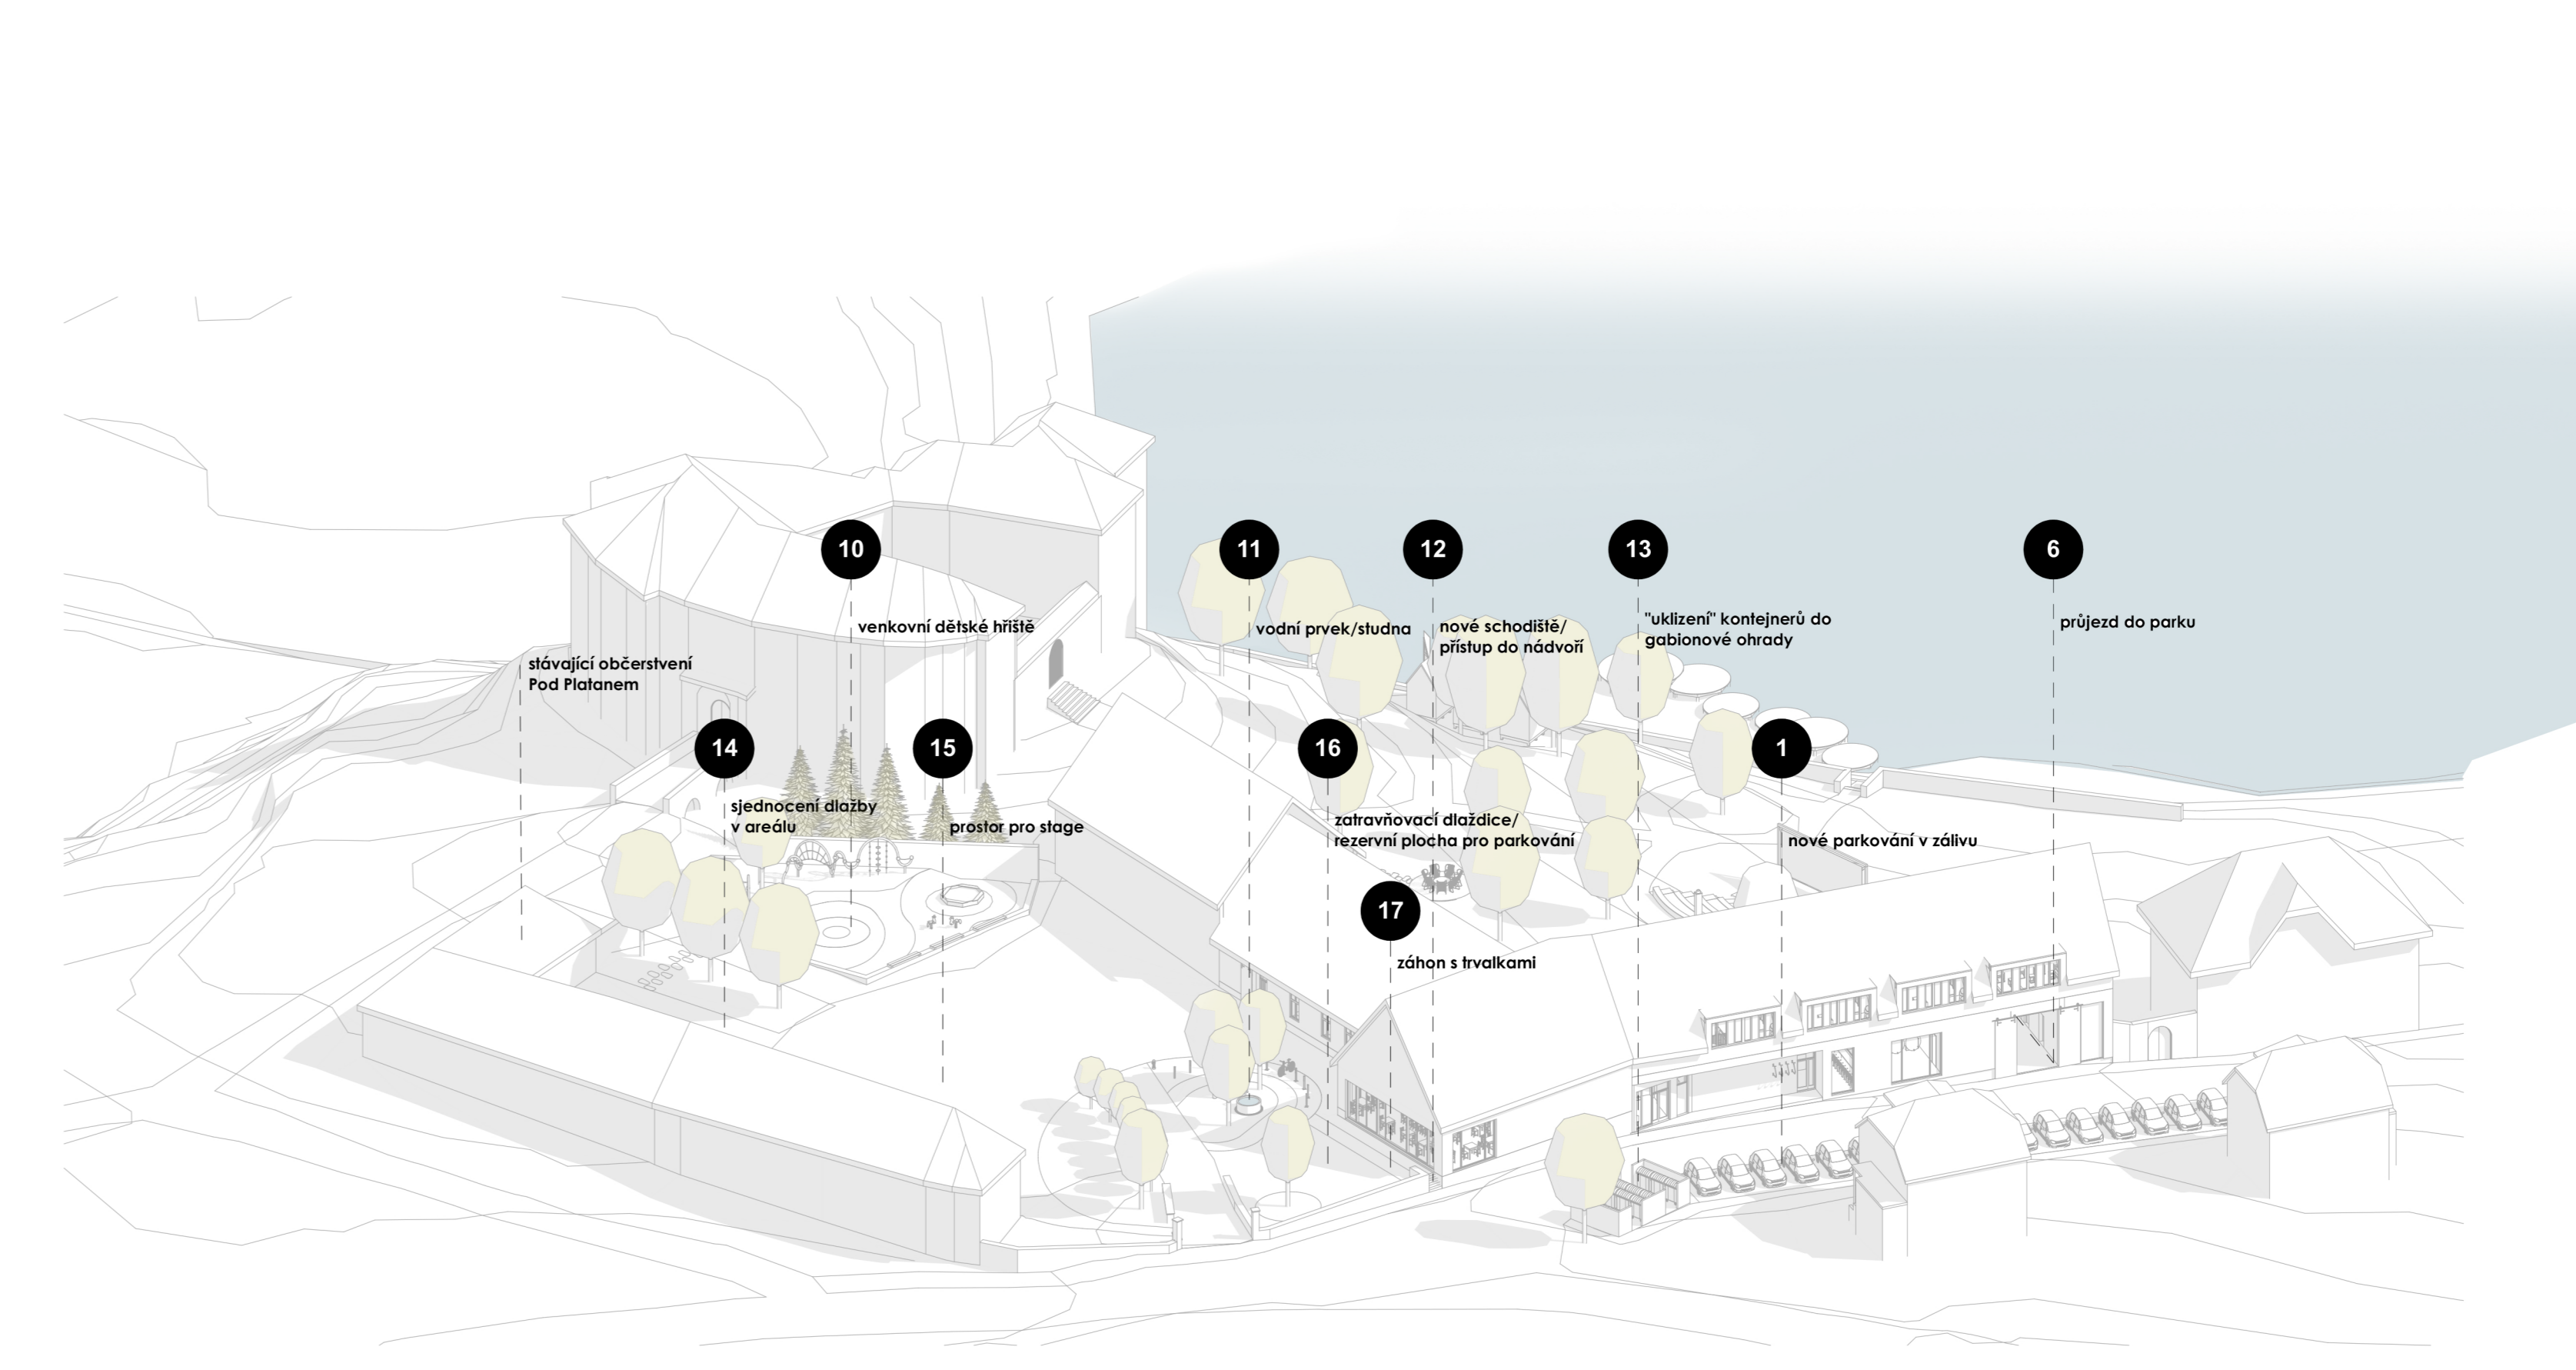 10
11
12
13
6
venkovní dětské hřiště
vodní prvek/studna
nové schodiště/
přístup do nádvoří
"uklizení" kontejnerů do
gabionové ohrady
průjezd do parku
stávající občerstvení
Pod Platanem
14
15
16
1
sjednocení dlažby
v areálu
prostor pro stage
zatravňovací dlaždice/
rezervní plocha pro parkování
nové parkování v zálivu
17
záhon s trvalkami